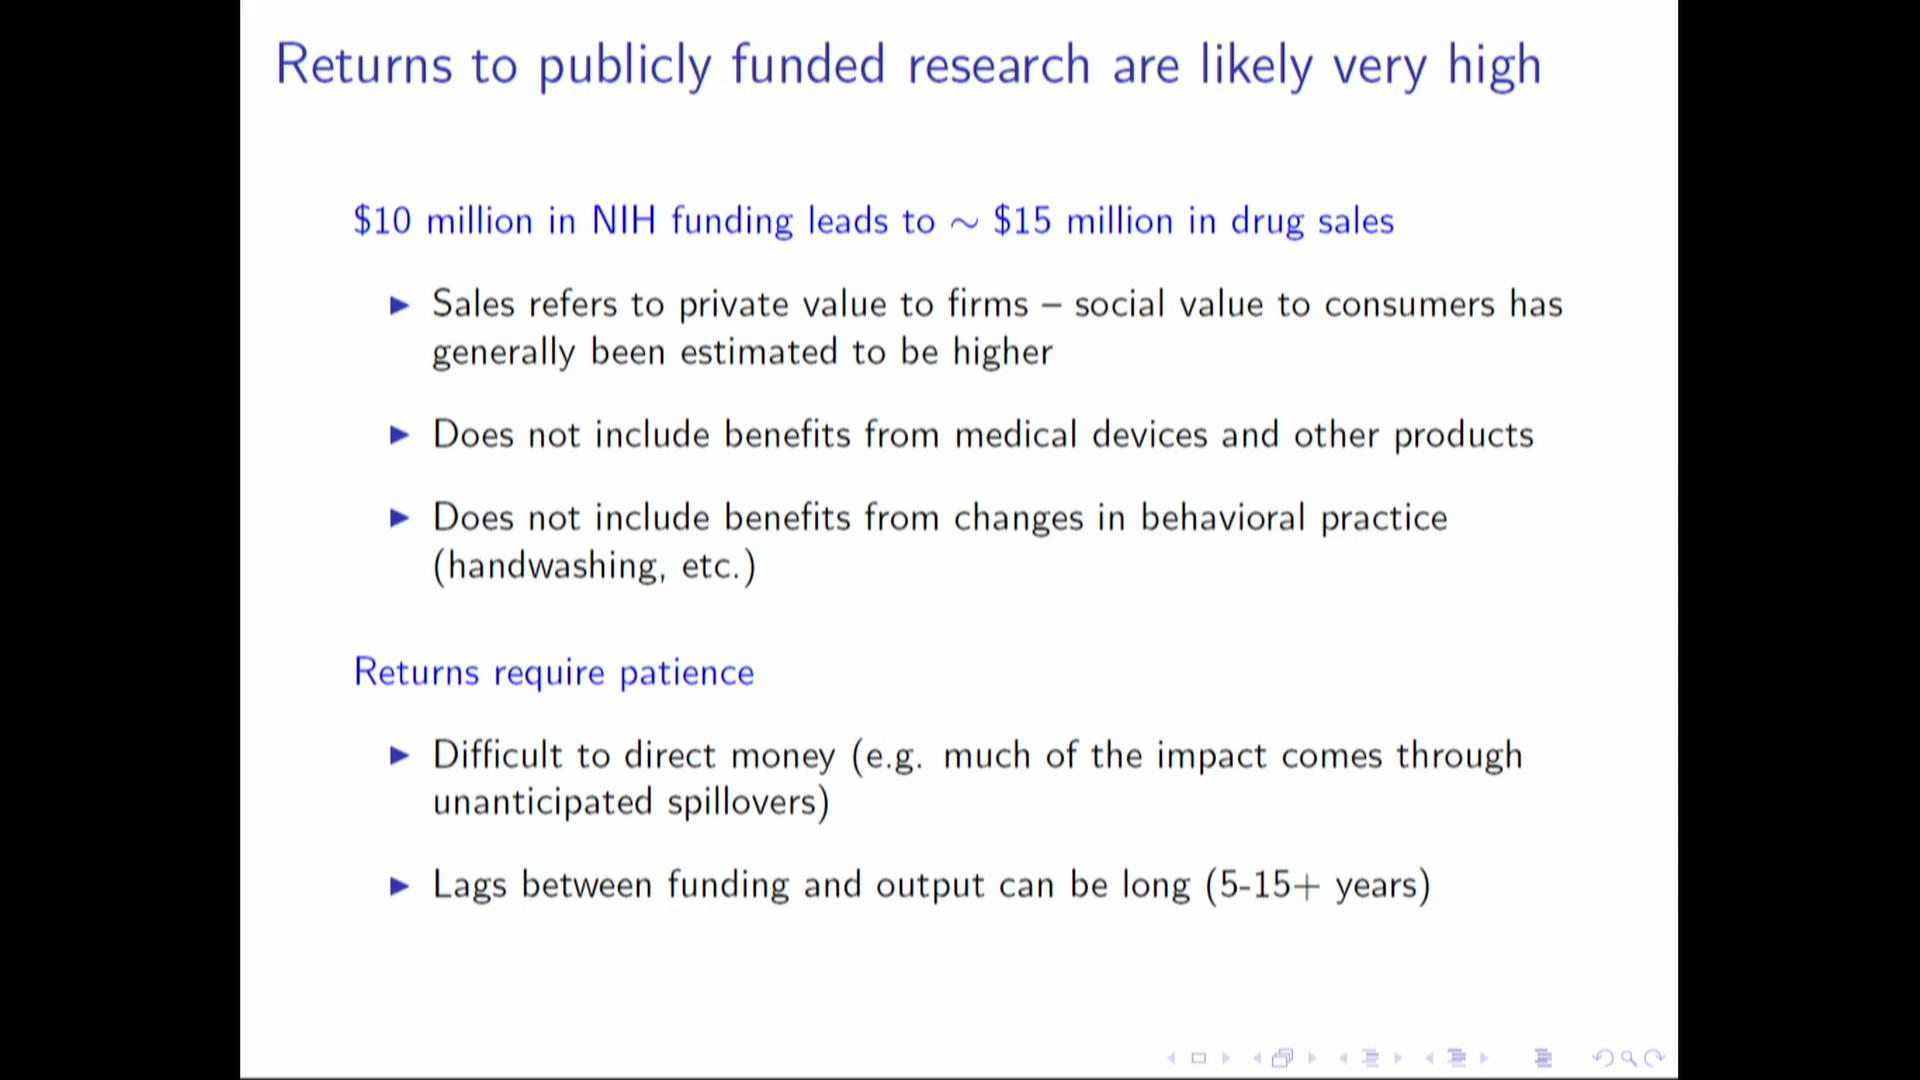 Returns to publicly funded research are likely very high
$10 million in NIH funding leads to ∼ $15 million in drug sales
▶ Sales refers to private value to firms – social value to consumers has
generally been estimated to be higher
▶ Does not include benefits from medical devices and other products
▶ Does not include benefits from changes in behavioral practice
(handwashing, etc.)
Returns require patience
▶ Difficult to direct money (e.g. much of the impact comes through
unanticipated spillovers)
▶ Lags between funding and output can be long (5-15+ years)